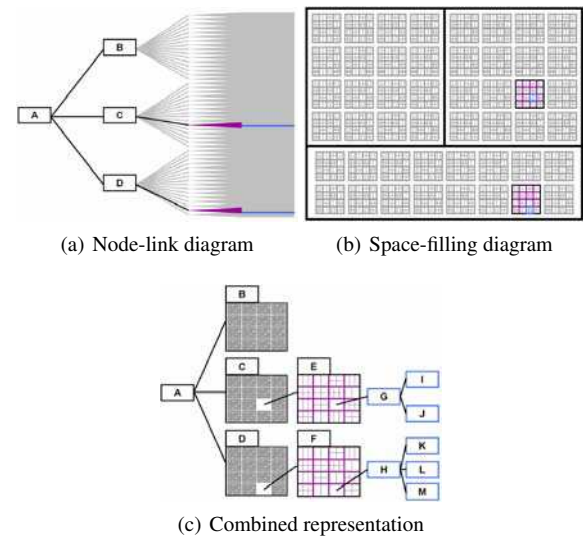 B
A
C
D
(a) Node-link diagram
(b) Space-filling diagram
B
C
E
I
A
G
J
D
F
K
H
L
M
(c) Combined representation